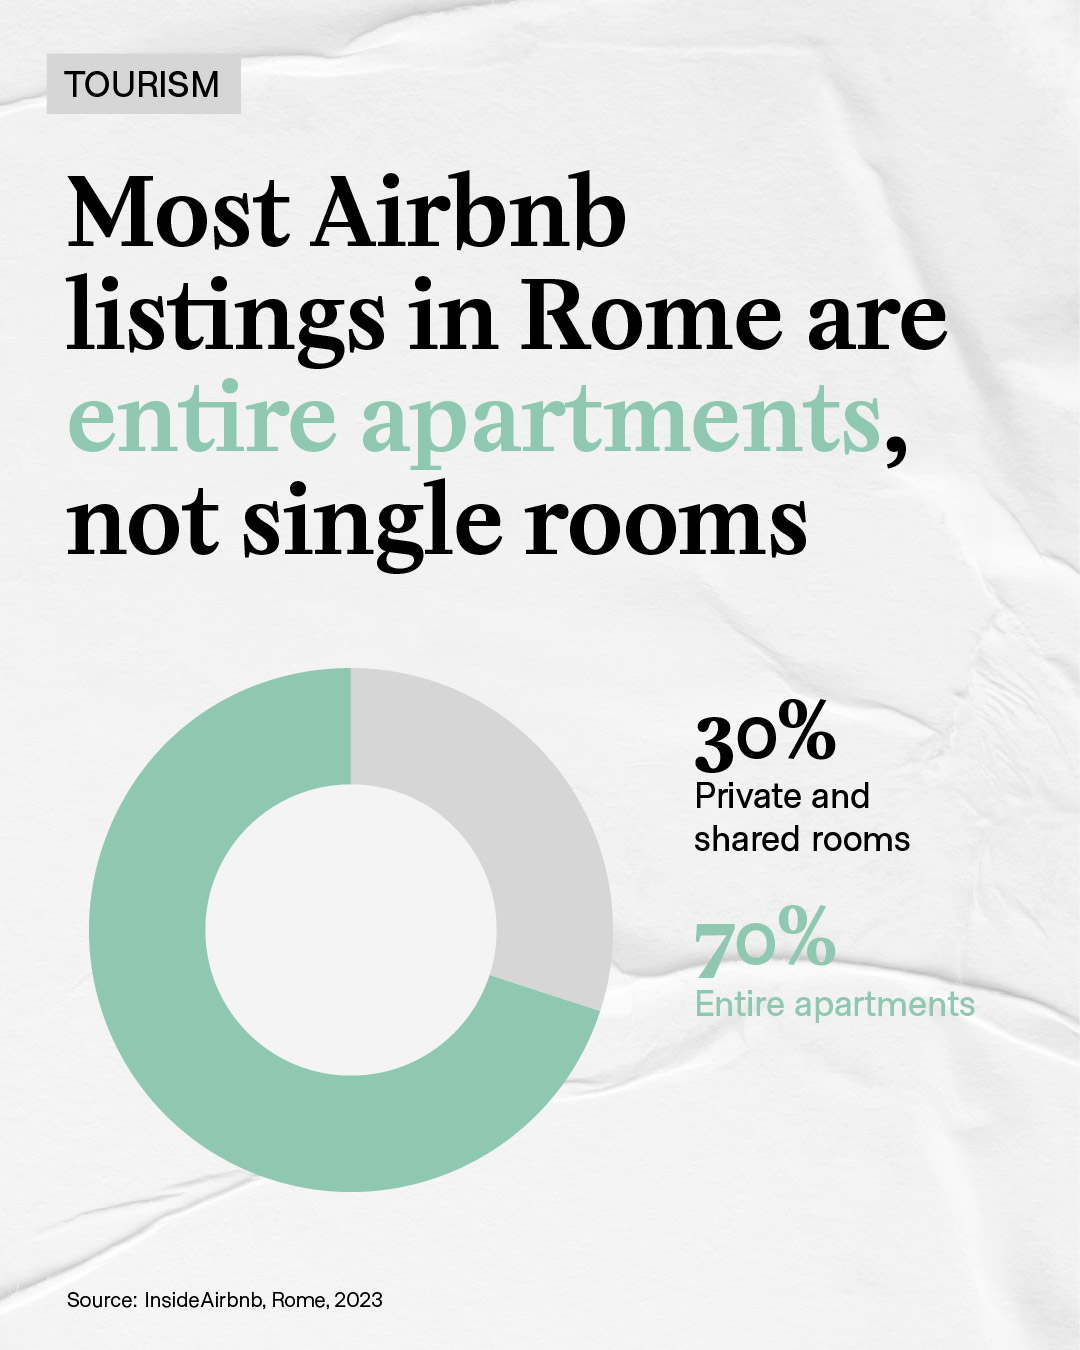 TOURISM
Most Airbnb
listings in Rome are
entire apartments,
not single rooms
30%
Private and
shared rooms
70%
Entire apartments
Source: InsideAirbnb, Rome, 2023